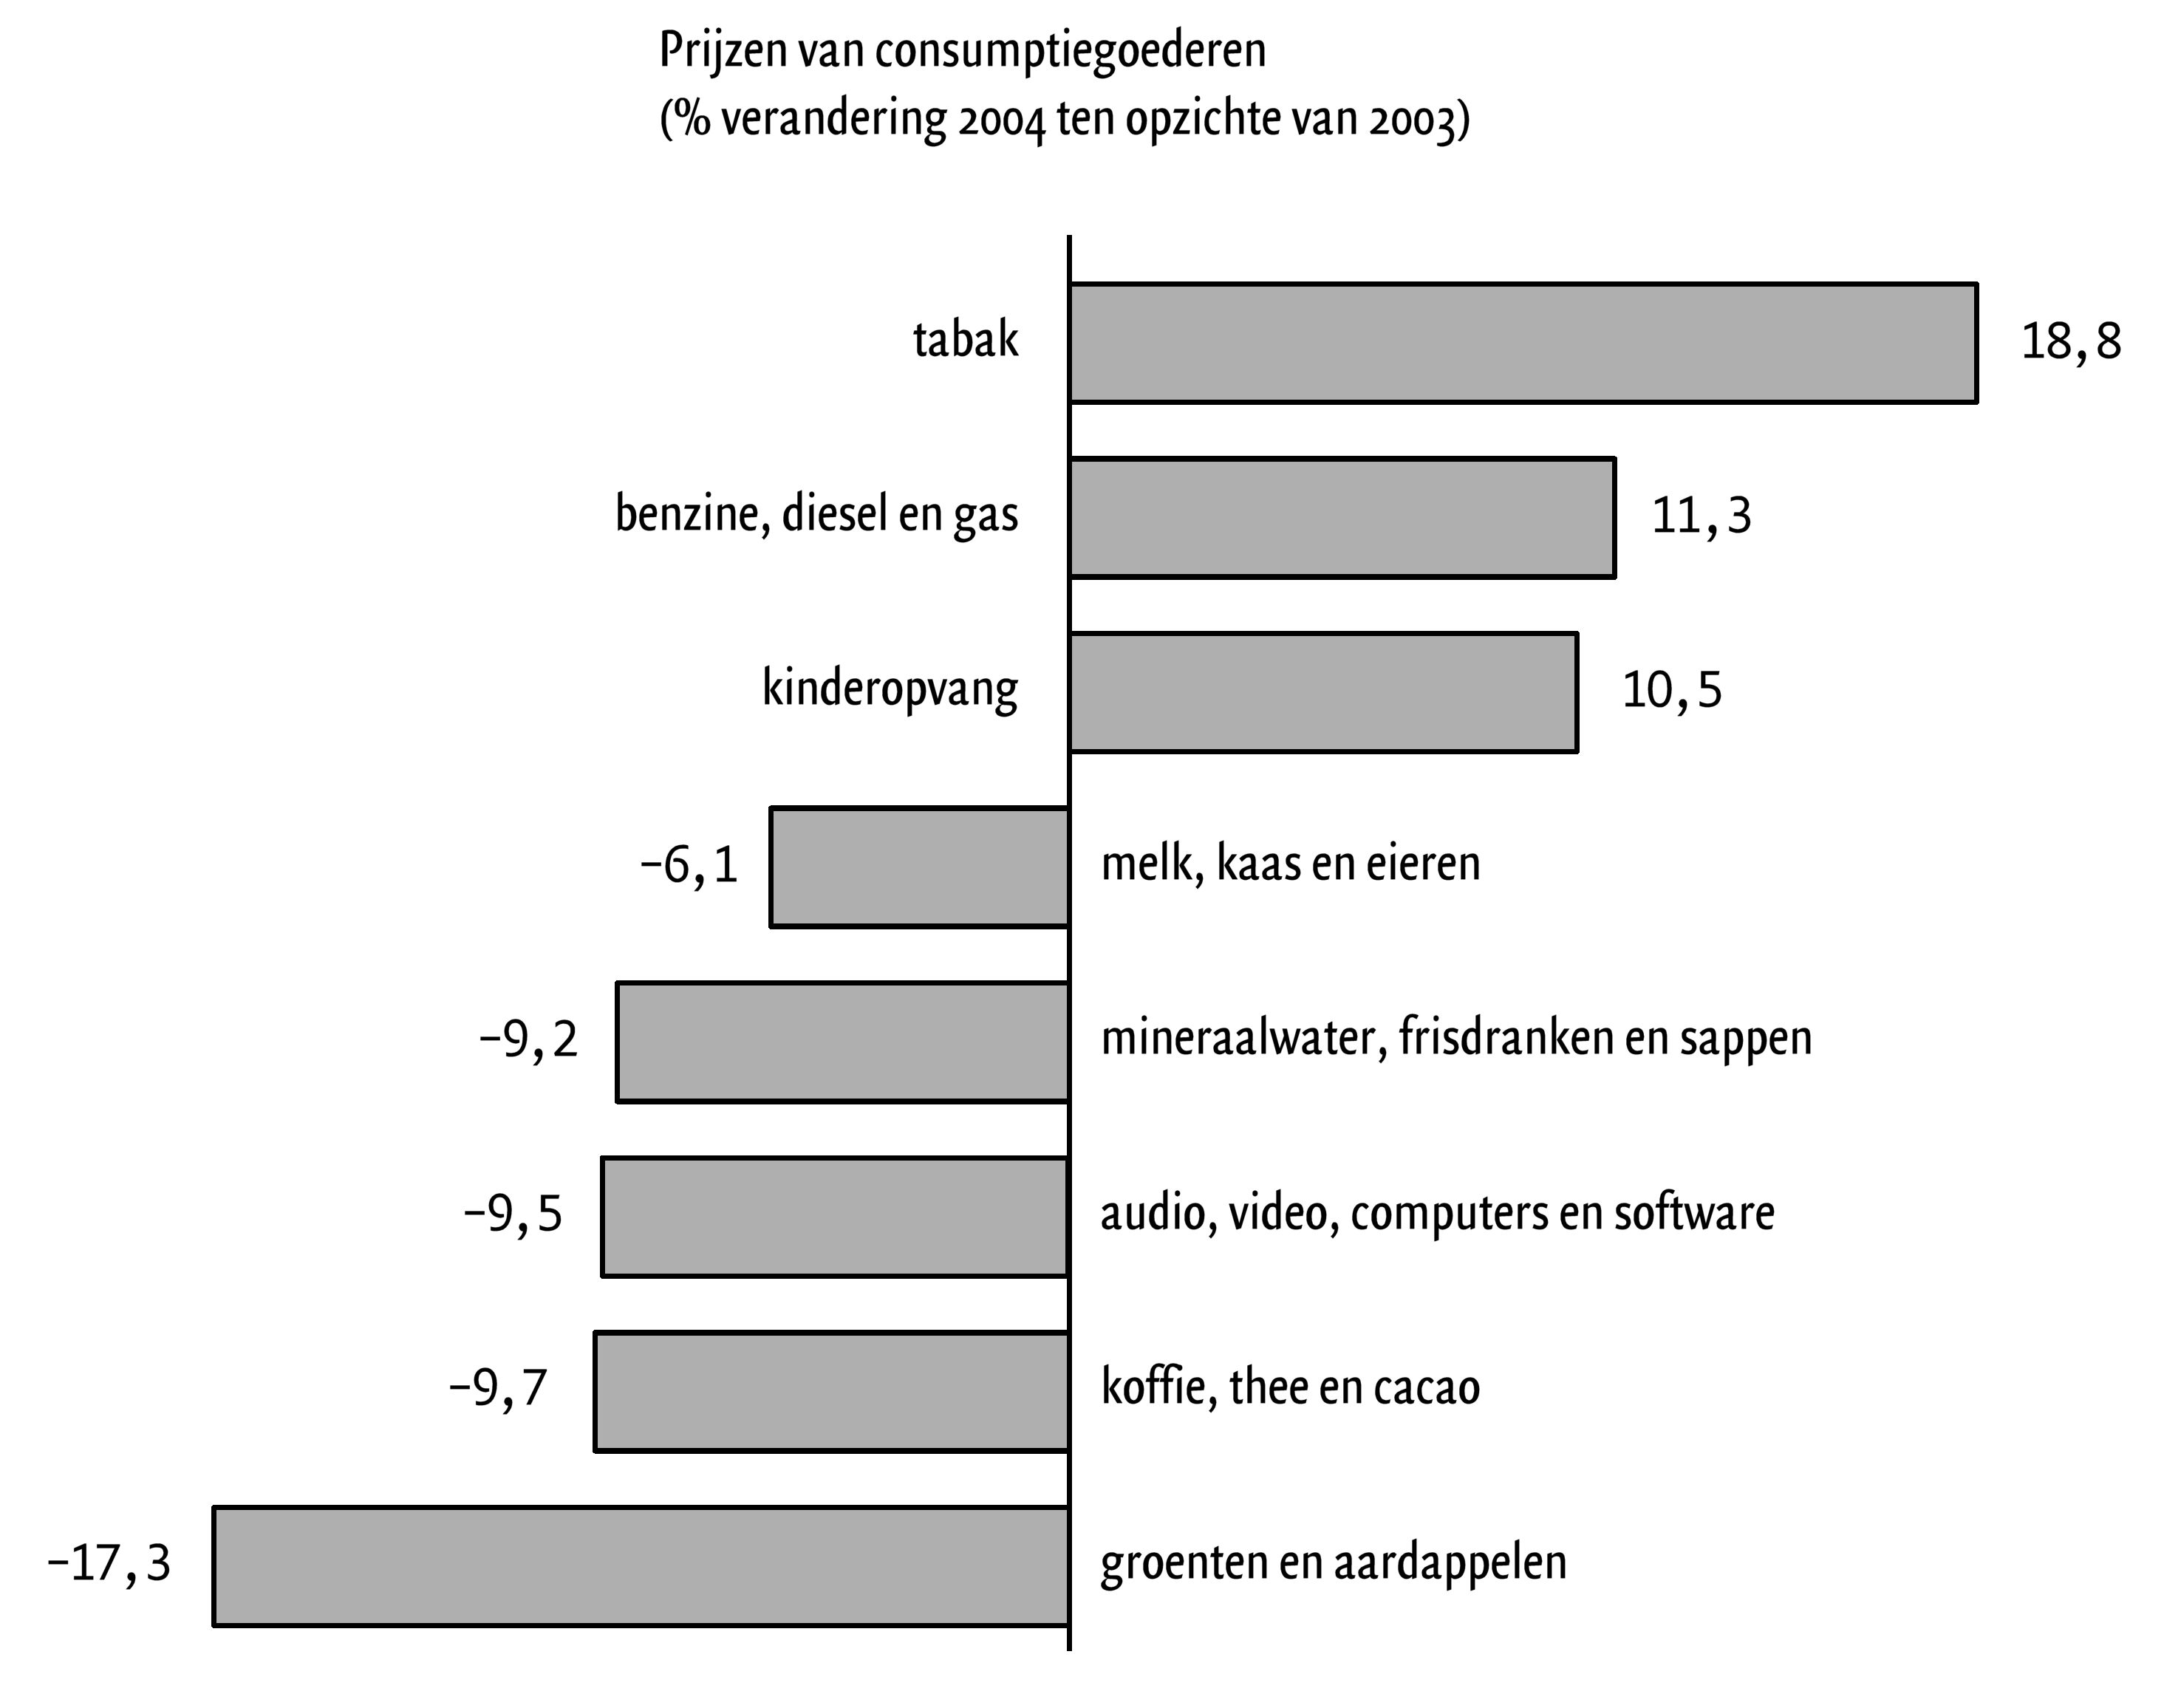 Prijzen van consumptiegoederen
(% verandering 2004 ten opzichte van 2003)
tabak 18,8
benzine, diesel en gas 11,3
kinderopvang 10,5
−6,1 melk, kaas en eieren
−9,2 mineraalwater, frisdranken en sappen
−9,5 audio, video, computers en software
−9,7 koffie, thee en cacao
−17,3 groenten en aardappelen